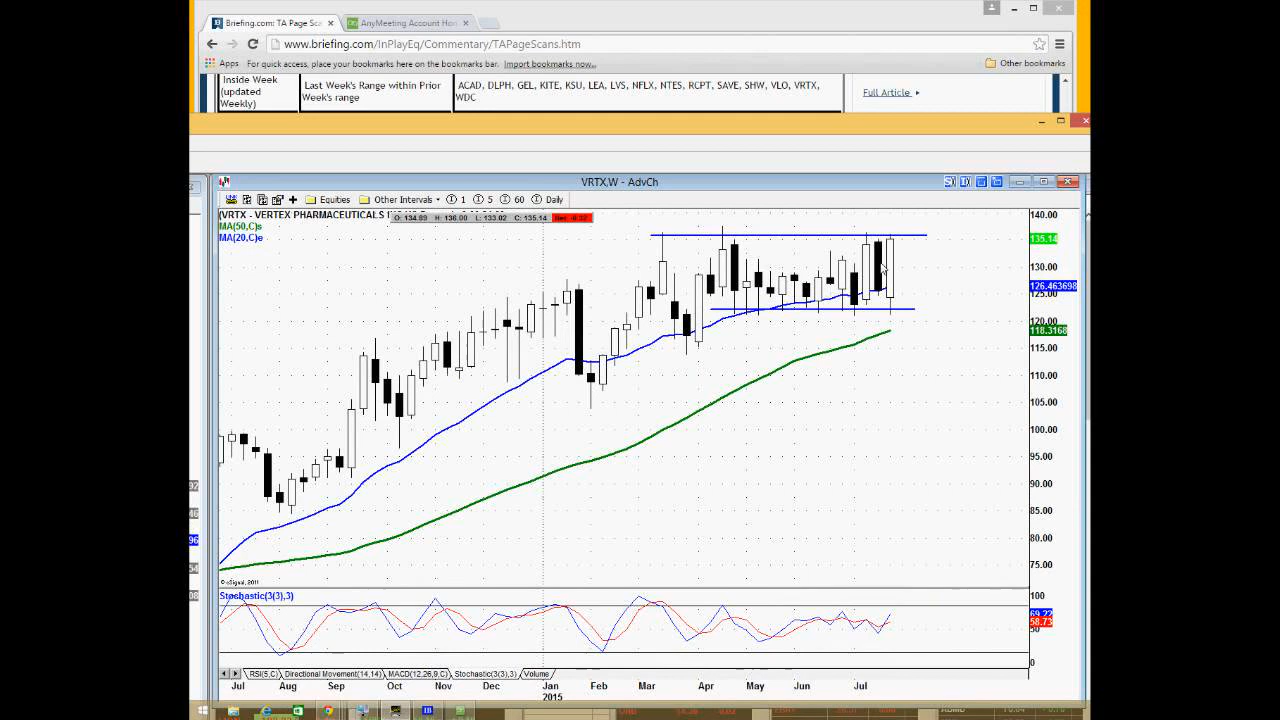 Briefing.com: TA Page Sca
AnyMeeting Account Hom
www.briefing.com/InPlayEq/Commentary/TAPageScans.htm
Apps For quick access, place your bookmarks here on the bookmarks bar. Import bookmarks now...
Other bookmarks
Inside Week
(updated
Weekly)
Last Week's Range within Prior
Week's range
ACAD, DLPH, GEL, KITE, KSU, LEA, LVS, NFLX, NTES, RCPT, SAVE, SHW, VLO, VRTX,
WDC
Full Article
VRTX,W - AdvCh
Equities Other Intervals 1 5 60 Daily
(VRTX - VERTEX PHARMACEUTICALS
O: 134.89 H: 136.00 L: 133.02 C: 135.14
MA(50,C)s
MA(20,C)e
140.00
135.14
130.00
126.463698
125.00
120.00
118.3168
115.00
110.00
105.00
100.00
95.00
90.00
85.00
80.00
75.00
© eSignal, 2011
Stochastic(3(3),3)
100
69.22
58.73
50
0
RSI(5,C) Directional Movement(14,14) MACD(12,26,9,C) Stochastic(3(3),3) Volume
Jul Aug Sep Oct Nov Dec Jan Feb Mar Apr May Jun Jul
2015